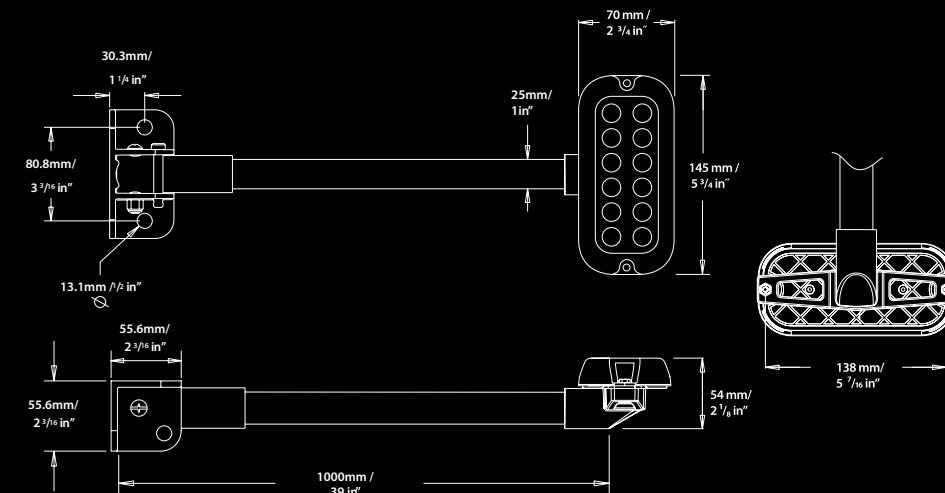 70 mm /
2 3/4 in"
30.3mm/
1 1/4 in"
25mm/
1in"
80.8mm/
3 3/16 in"
145 mm /
5 3/4 in"
13.1mm /1/2 in"
55.6mm/
2 3/16 in"
138 mm/
5 7/16 in"
55.6mm/
2 3/16 in"
54 mm/
2 1/8 in"
1000mm /
39 in"